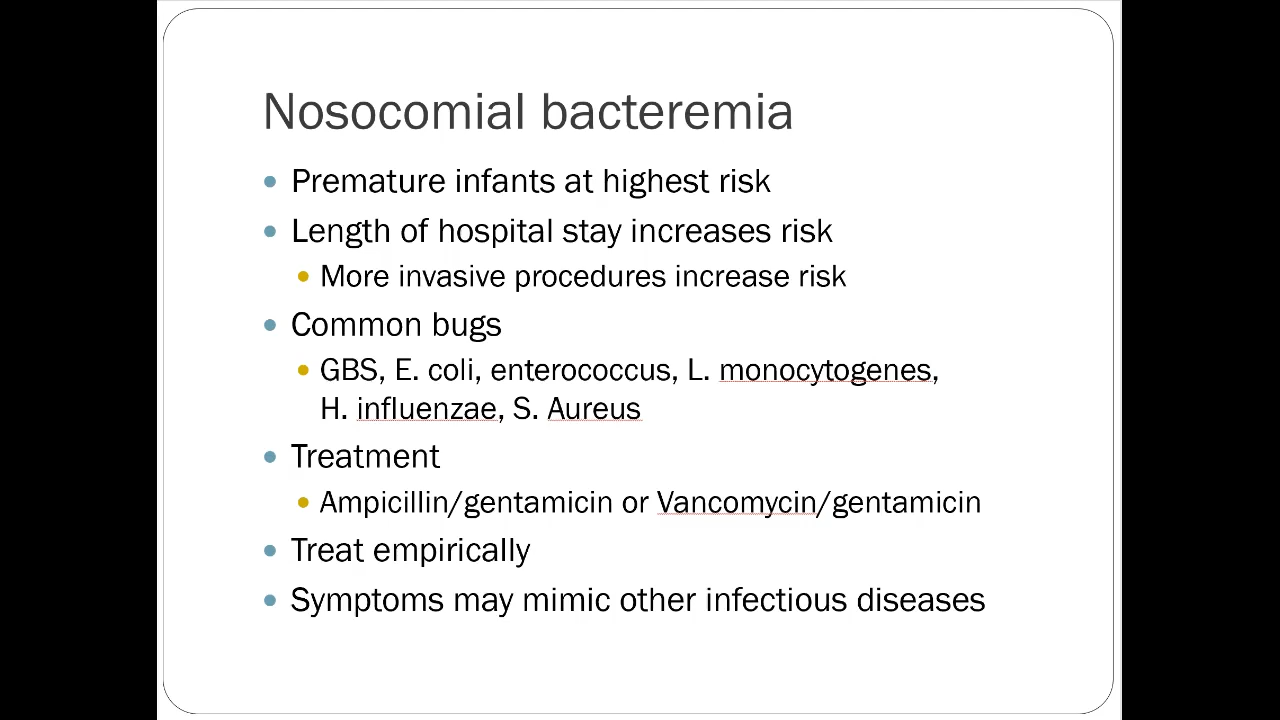 Nosocomial bacteremia
Premature infants at highest risk
Length of hospital stay increases risk
More invasive procedures increase risk
Common bugs
GBS, E. coli, enterococcus, L. monocytogenes,
H. influenzae, S. Aureus
Treatment
Ampicillin/gentamicin or Vancomycin/gentamicin
Treat empirically
Symptoms may mimic other infectious diseases